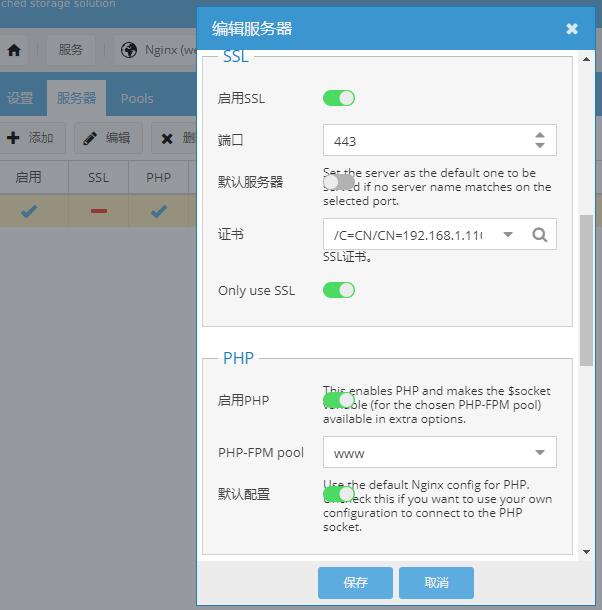 ched storage solution
编辑服务器
服务
Nginx (we
设置
服务器
Pools
添加
编辑
删
启用
SSL
PHP
SSL
启用SSL
端口
443
默认服务器
Set the server as the default one to be
served if no server name matches on the
selected port.
证书
/C=CN/CN=192.168.1.110
SSL证书。
Only use SSL
PHP
启用PHP
This enables PHP and makes the $socket
variable (for the chosen PHP-FPM pool)
available in extra options.
PHP-FPM pool
www
默认配置
Use the default Nginx config for PHP.
Uncheck this if you want to use your own
configuration to connect to the PHP
socket.
保存
取消